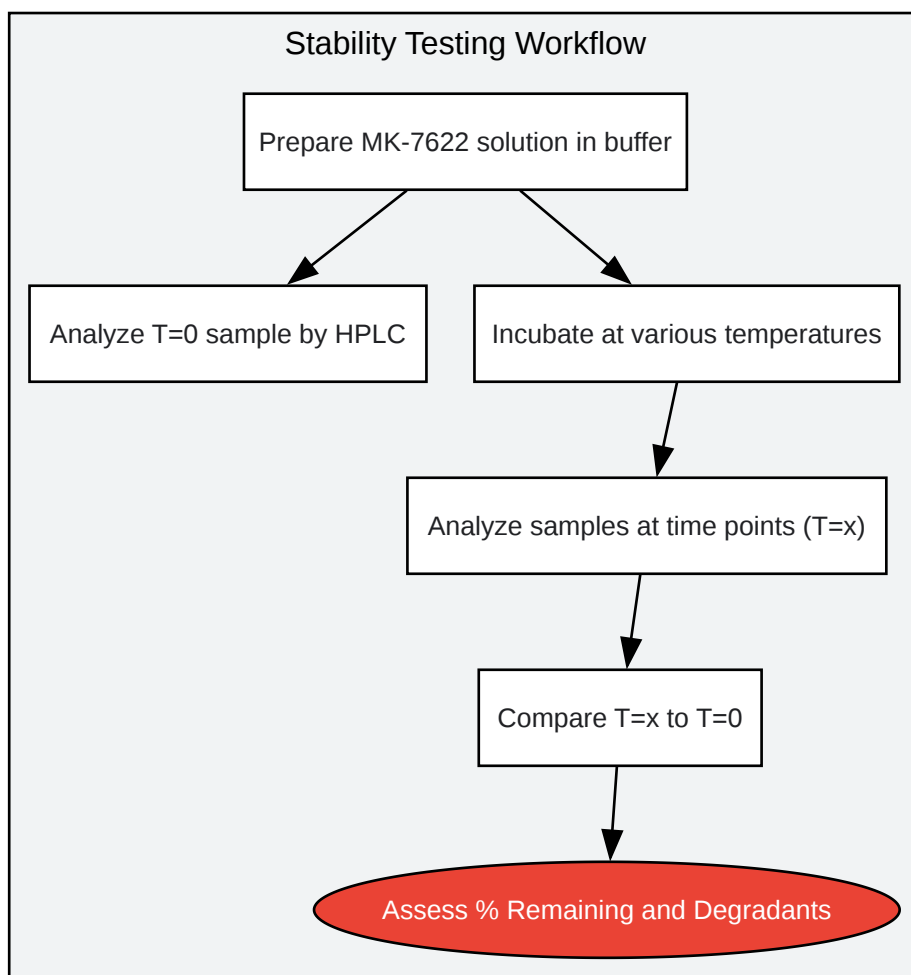 Stability Testing Workflow
Prepare MK-7622 solution in buffer
Analyze T=0 sample by HPLC
Incubate at various temperatures
Analyze samples at time points (T=x)
Compare T=x to T=0
Assess % Remaining and Degradants